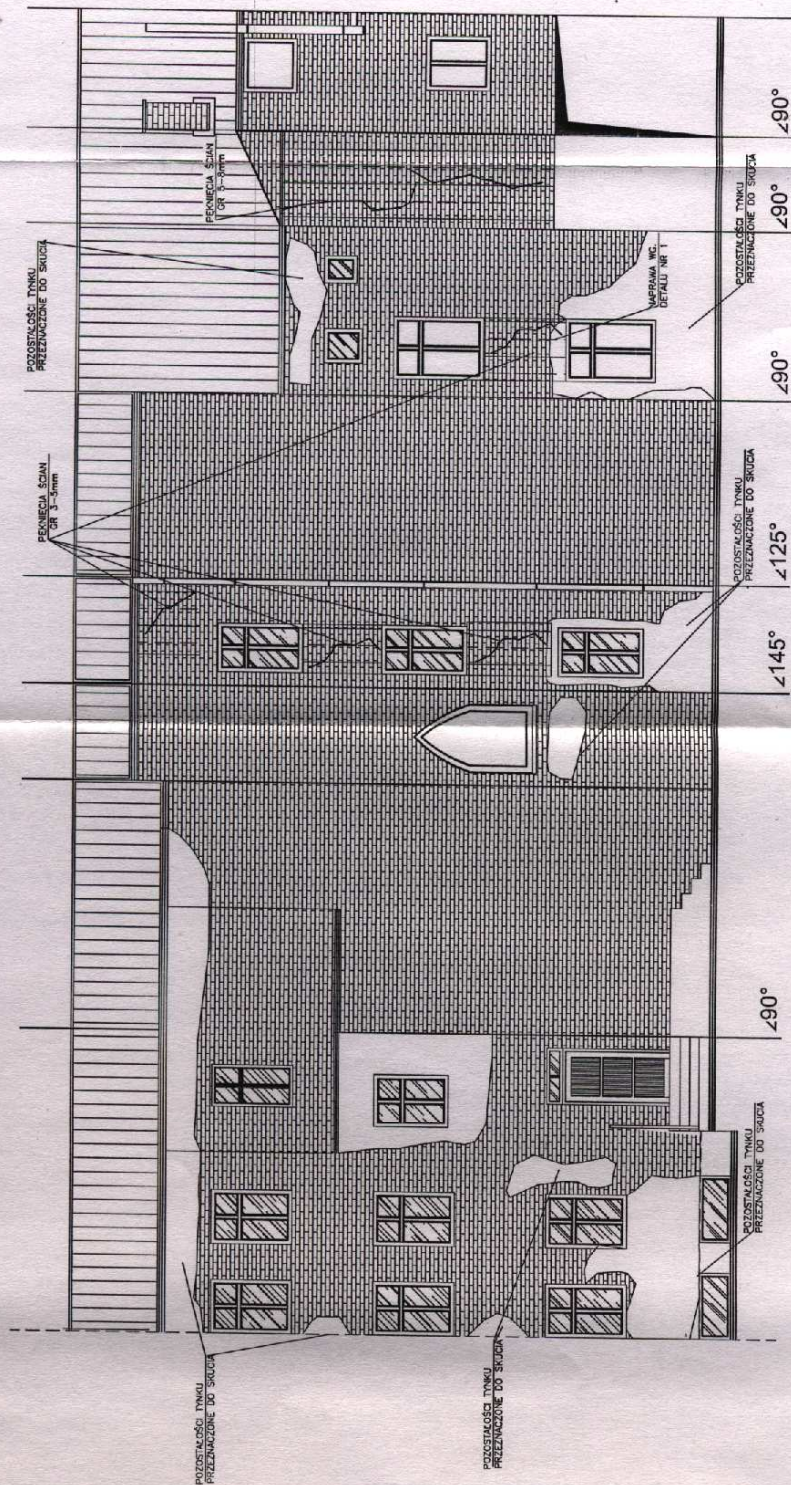 POZOSTAŁOŚCI TYNKU
PRZEZNACZONE DO SKUCIA
POZOSTAŁOŚCI TYNKU
PRZEZNACZONE DO SKUCIA
PĘKNIĘCIA ŚCIAN
GR 3-5mm
POZOSTAŁOŚCI TYNKU
PRZEZNACZONE DO SKUCIA
PĘKNIĘCIA ŚCIAN
GR 5-8mm
NAPRAWA WG.
DETALU NR 1
POZOSTAŁOŚCI TYNKU
PRZEZNACZONE DO SKUCIA
POZOSTAŁOŚCI TYNKU
PRZEZNACZONE DO SKUCIA
POZOSTAŁOŚCI TYNKU
PRZEZNACZONE DO SKUCIA
∠90°
∠145°
∠125°
∠90°
∠90°
∠90°